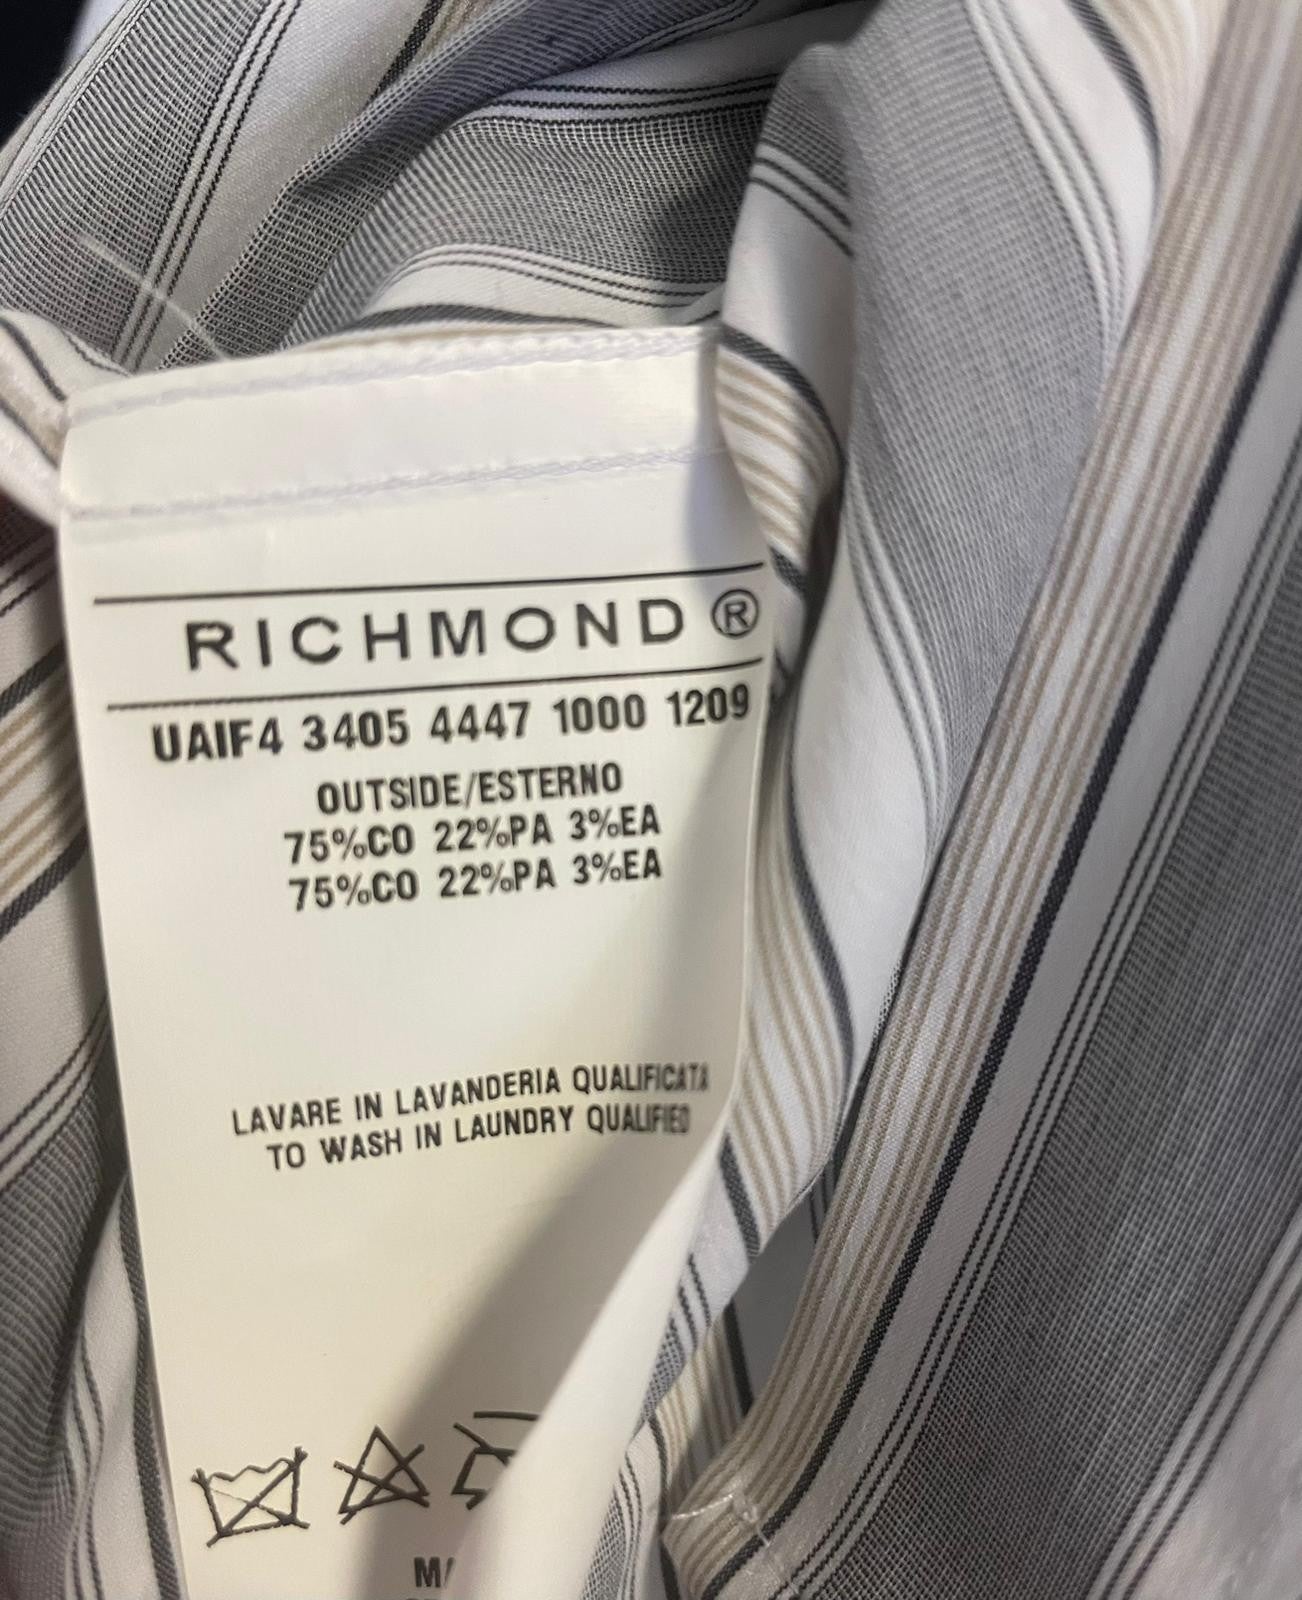 RICHMOND®
UAIF4 3405 4447 1000 1209
OUTSIDE/ESTERNO
75%CO 22%PA 3%EA
75%CO 22%PA 3%EA
LAVARE IN LAVANDERIA QUALIFICATA
TO WASH IN LAUNDRY QUALIFIED